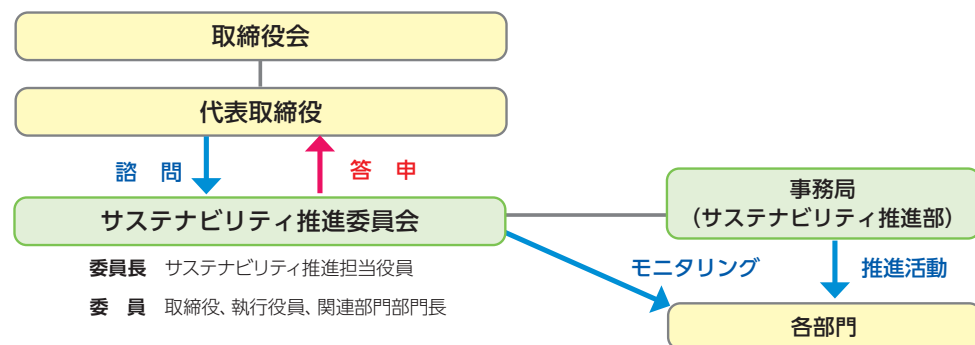 取締役会
代表取締役
諮 問
答 申
サステナビリティ推進委員会
事務局
（サステナビリティ推進部）
委員長 サステナビリティ推進担当役員
委 員 取締役、執行役員、関連部門部門長
モニタリング
推進活動
各部門